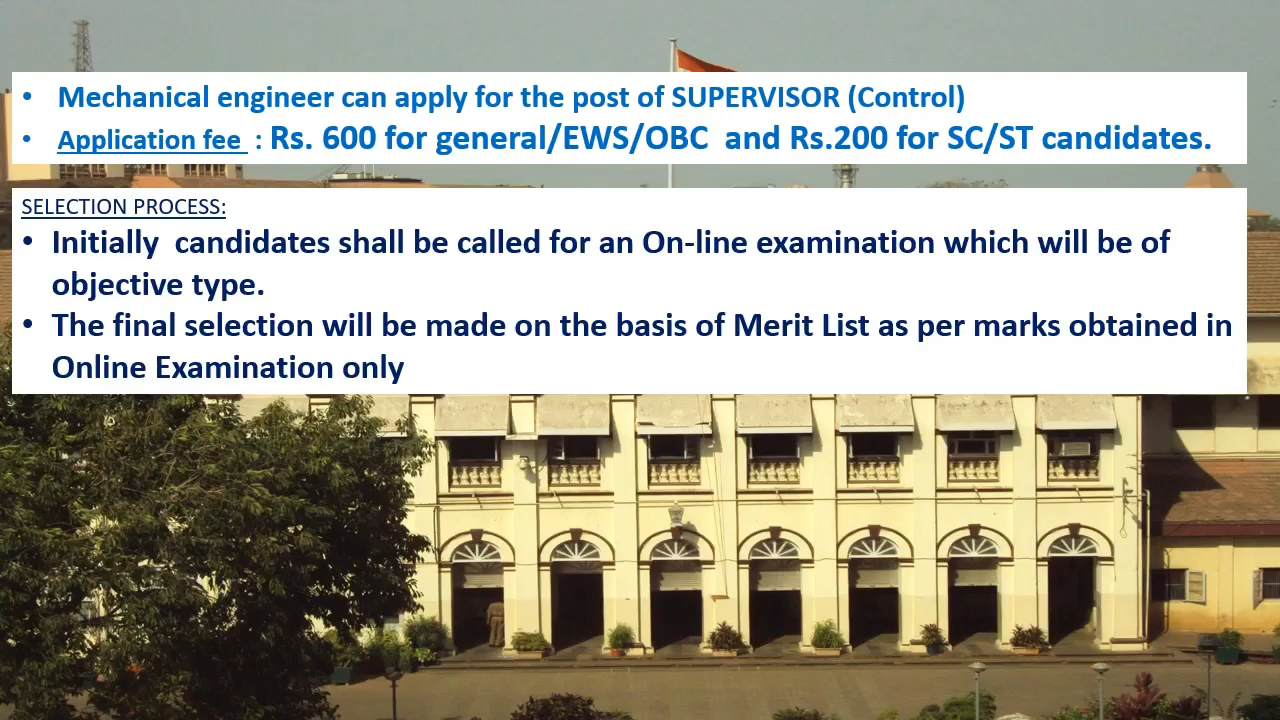 • Mechanical engineer can apply for the post of SUPERVISOR (Control)
• Application fee : Rs. 600 for general/EWS/OBC and Rs.200 for SC/ST candidates.
SELECTION PROCESS:
• Initially candidates shall be called for an On-line examination which will be of
objective type.
• The final selection will be made on the basis of Merit List as per marks obtained in
Online Examination only